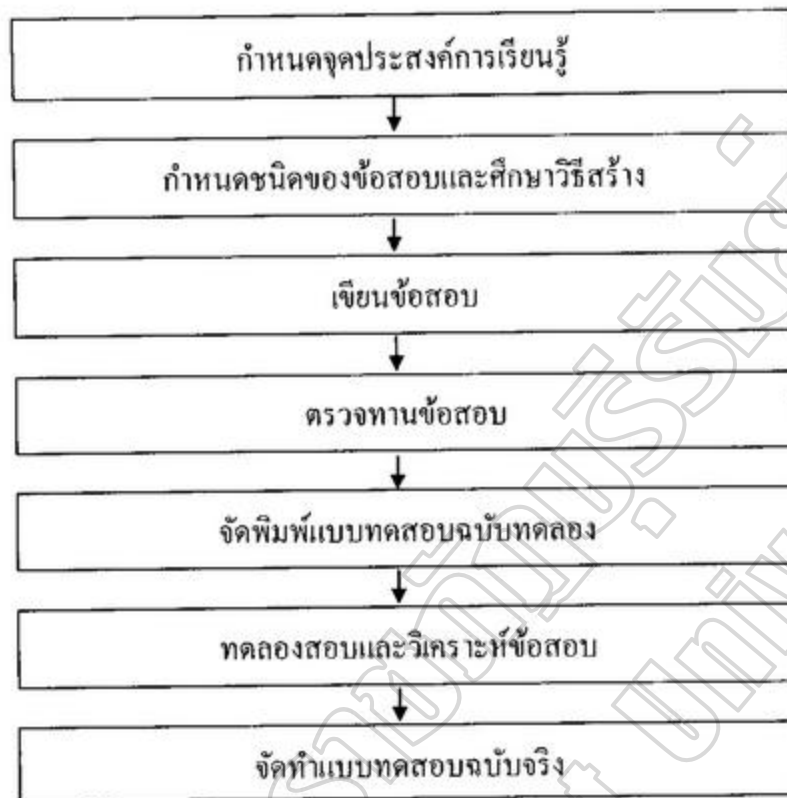 กำหนดจุดประสงค์การเรียนรู้
กำหนดชนิดของข้อสอบและศึกษาวิธีสร้าง
เขียนข้อสอบ
ตรวจทานข้อสอบ
จัดพิมพ์แบบทดสอบฉบับทดลอง
ทดลองสอบและวิเคราะห์ข้อสอบ
จัดทำแบบทดสอบฉบับจริง